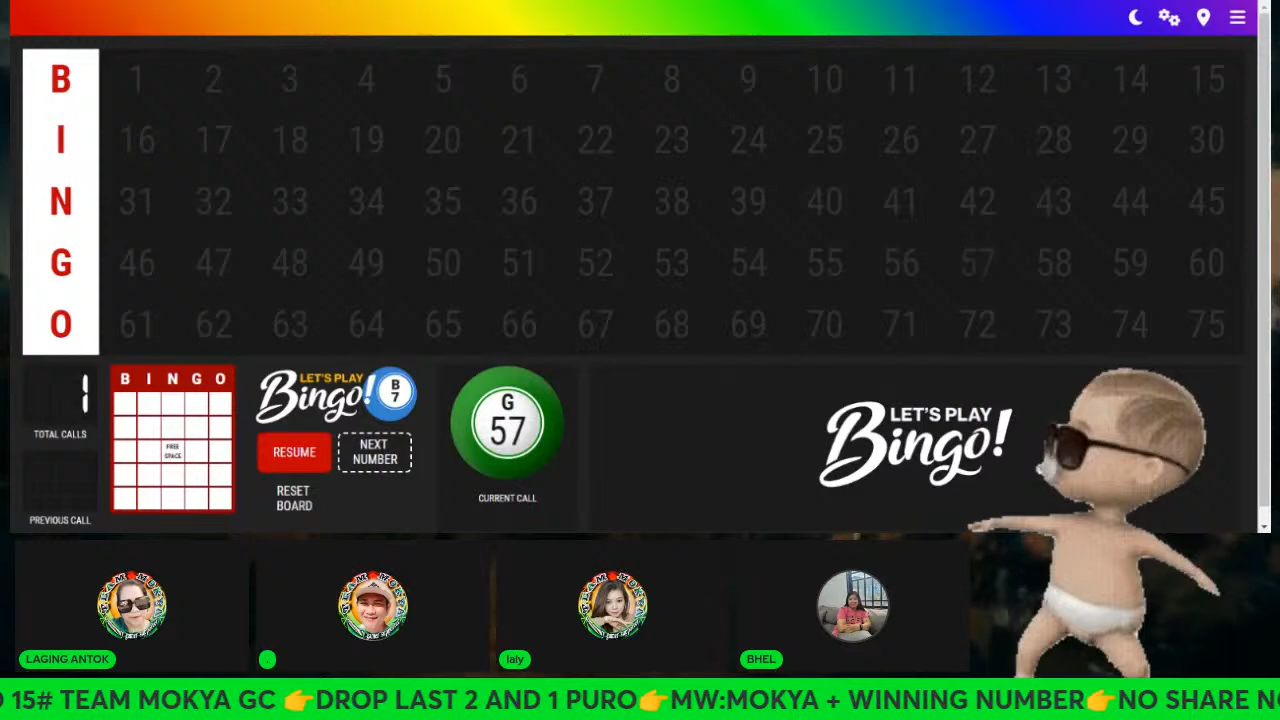 B 1 2 3 4 5 6 7 8 9 10 11 12 13 14 15
I 16 17 18 19 20 21 22 23 24 25 26 27 28 29 30
N 31 32 33 34 35 36 37 38 39 40 41 42 43 44 45
G 46 47 48 49 50 51 52 53 54 55 56 57 58 59 60
O 61 62 63 64 65 66 67 68 69 70 71 72 73 74 75
1
TOTAL CALLS
PREVIOUS CALL
B I N G O
FREE
SPACE
LET'S PLAY
Bingo!
B
7
RESUME
NEXT
NUMBER
RESET
BOARD
G
57
CURRENT CALL
LET'S PLAY
Bingo!
LAGING ANTOK
.
laly
BHEL
15# TEAM MOKYA GC 👉DROP LAST 2 AND 1 PURO👉MW:MOKYA + WINNING NUMBER👉NO SHARE